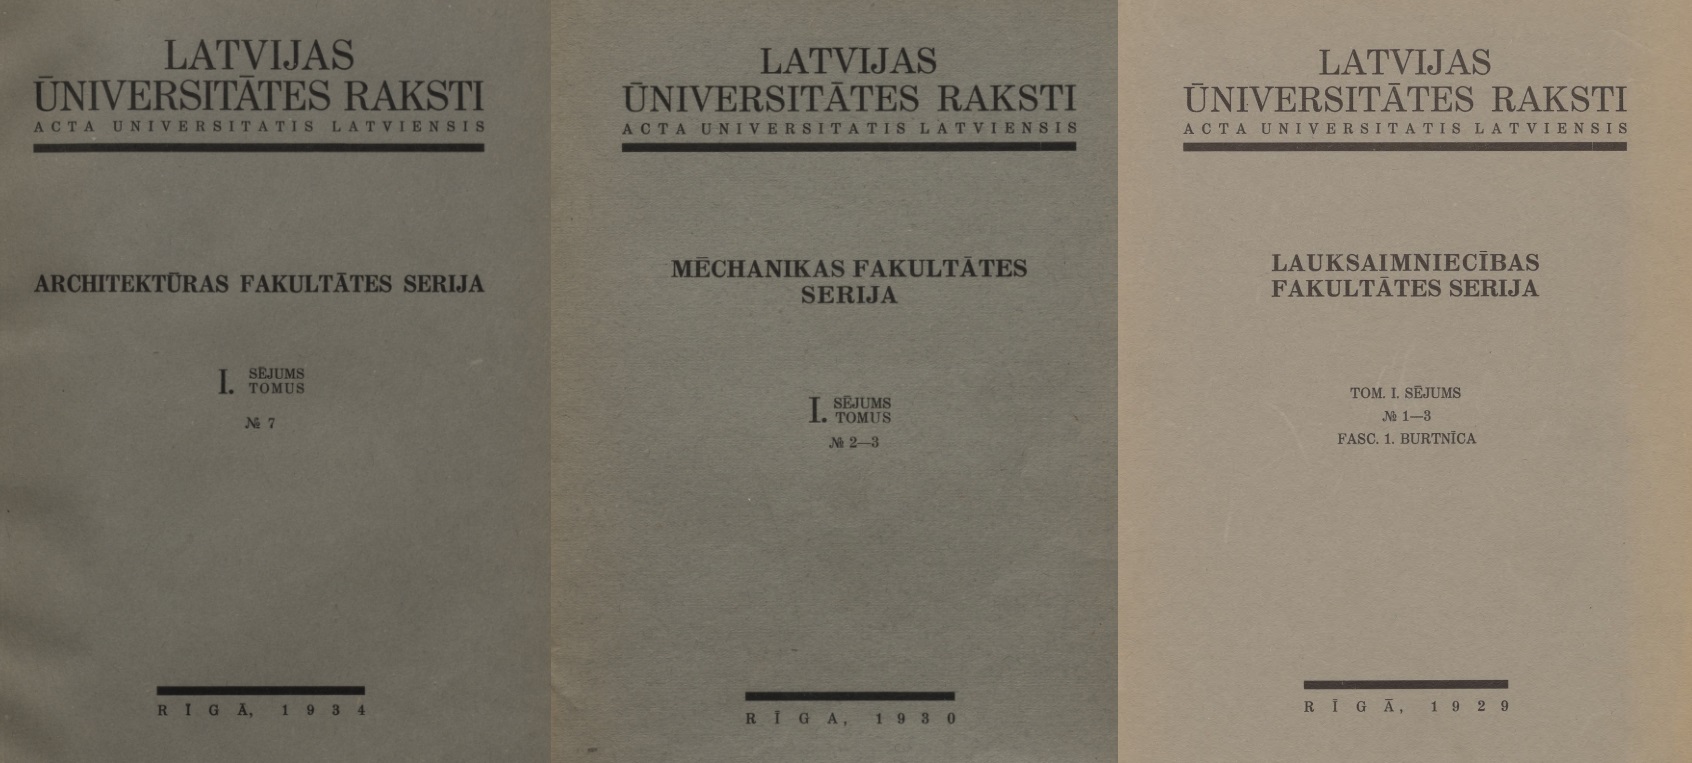 LATVIJAS
ŪNIVERSITĀTES RAKSTI
ACTA UNIVERSITATIS LATVIENSIS
ARCHITEKTŪRAS FAKULTĀTES SERIJA
I. SĒJUMS
TOMUS
№ 7
RĪGĀ, 1934
LATVIJAS
ŪNIVERSITĀTES RAKSTI
ACTA UNIVERSITATIS LATVIENSIS
MĒCHANIKAS FAKULTĀTES
SERIJA
I. SĒJUMS
TOMUS
№ 2—3
RĪGA, 1930
LATVIJAS
ŪNIVERSITĀTES RAKSTI
ACTA UNIVERSITATIS LATVIENSIS
LAUKSAIMNIECĪBAS
FAKULTĀTES SERIJA
TOM. I. SĒJUMS
№ 1—3
FASC. 1. BURTNĪCA
RĪGĀ, 1929